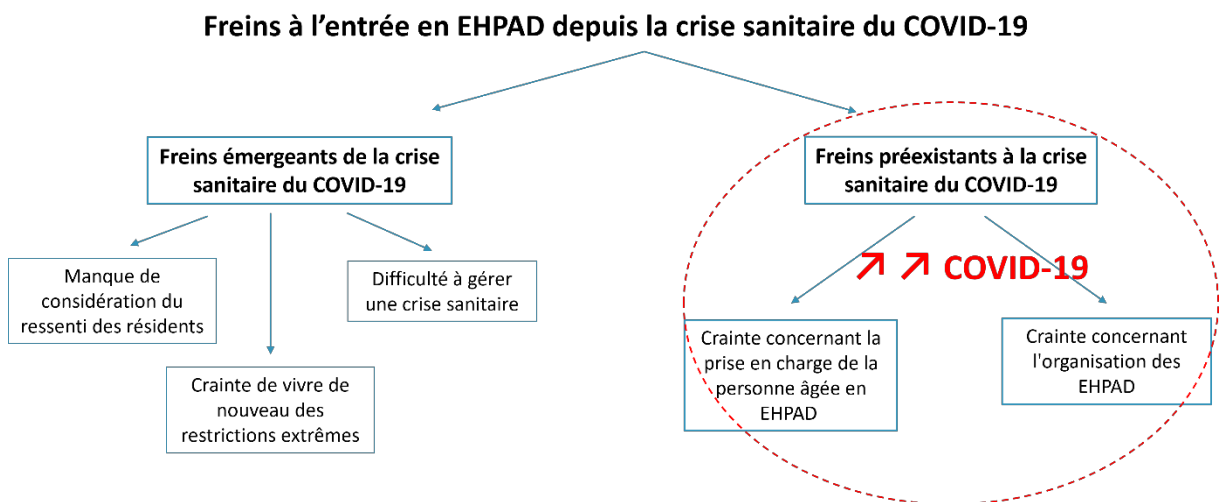 Freins à l’entrée en EHPAD depuis la crise sanitaire du COVID-19
Freins émergeants de la crise
sanitaire du COVID-19
Manque de
considération du
ressenti des résidents
Crainte de vivre de
nouveau des
restrictions extrêmes
Difficulté à gérer
une crise sanitaire
Freins préexistants à la crise
sanitaire du COVID-19
↗ ↗ COVID-19
Crainte concernant la
prise en charge de la
personne âgée en
EHPAD
Crainte concernant
l'organisation des
EHPAD